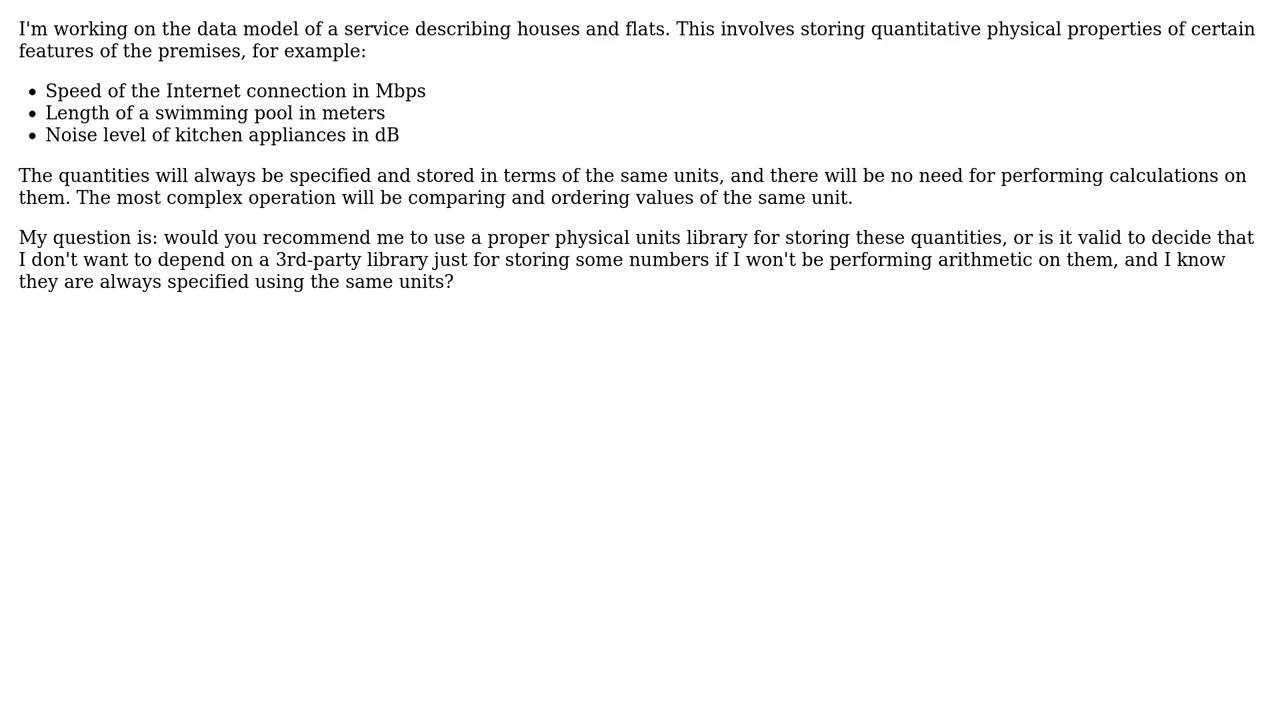 I'm working on the data model of a service describing houses and flats. This involves storing quantitative physical properties of certain
features of the premises, for example:
• Speed of the Internet connection in Mbps
• Length of a swimming pool in meters
• Noise level of kitchen appliances in dB
The quantities will always be specified and stored in terms of the same units, and there will be no need for performing calculations on
them. The most complex operation will be comparing and ordering values of the same unit.
My question is: would you recommend me to use a proper physical units library for storing these quantities, or is it valid to decide that
I don't want to depend on a 3rd-party library just for storing some numbers if I won't be performing arithmetic on them, and I know
they are always specified using the same units?